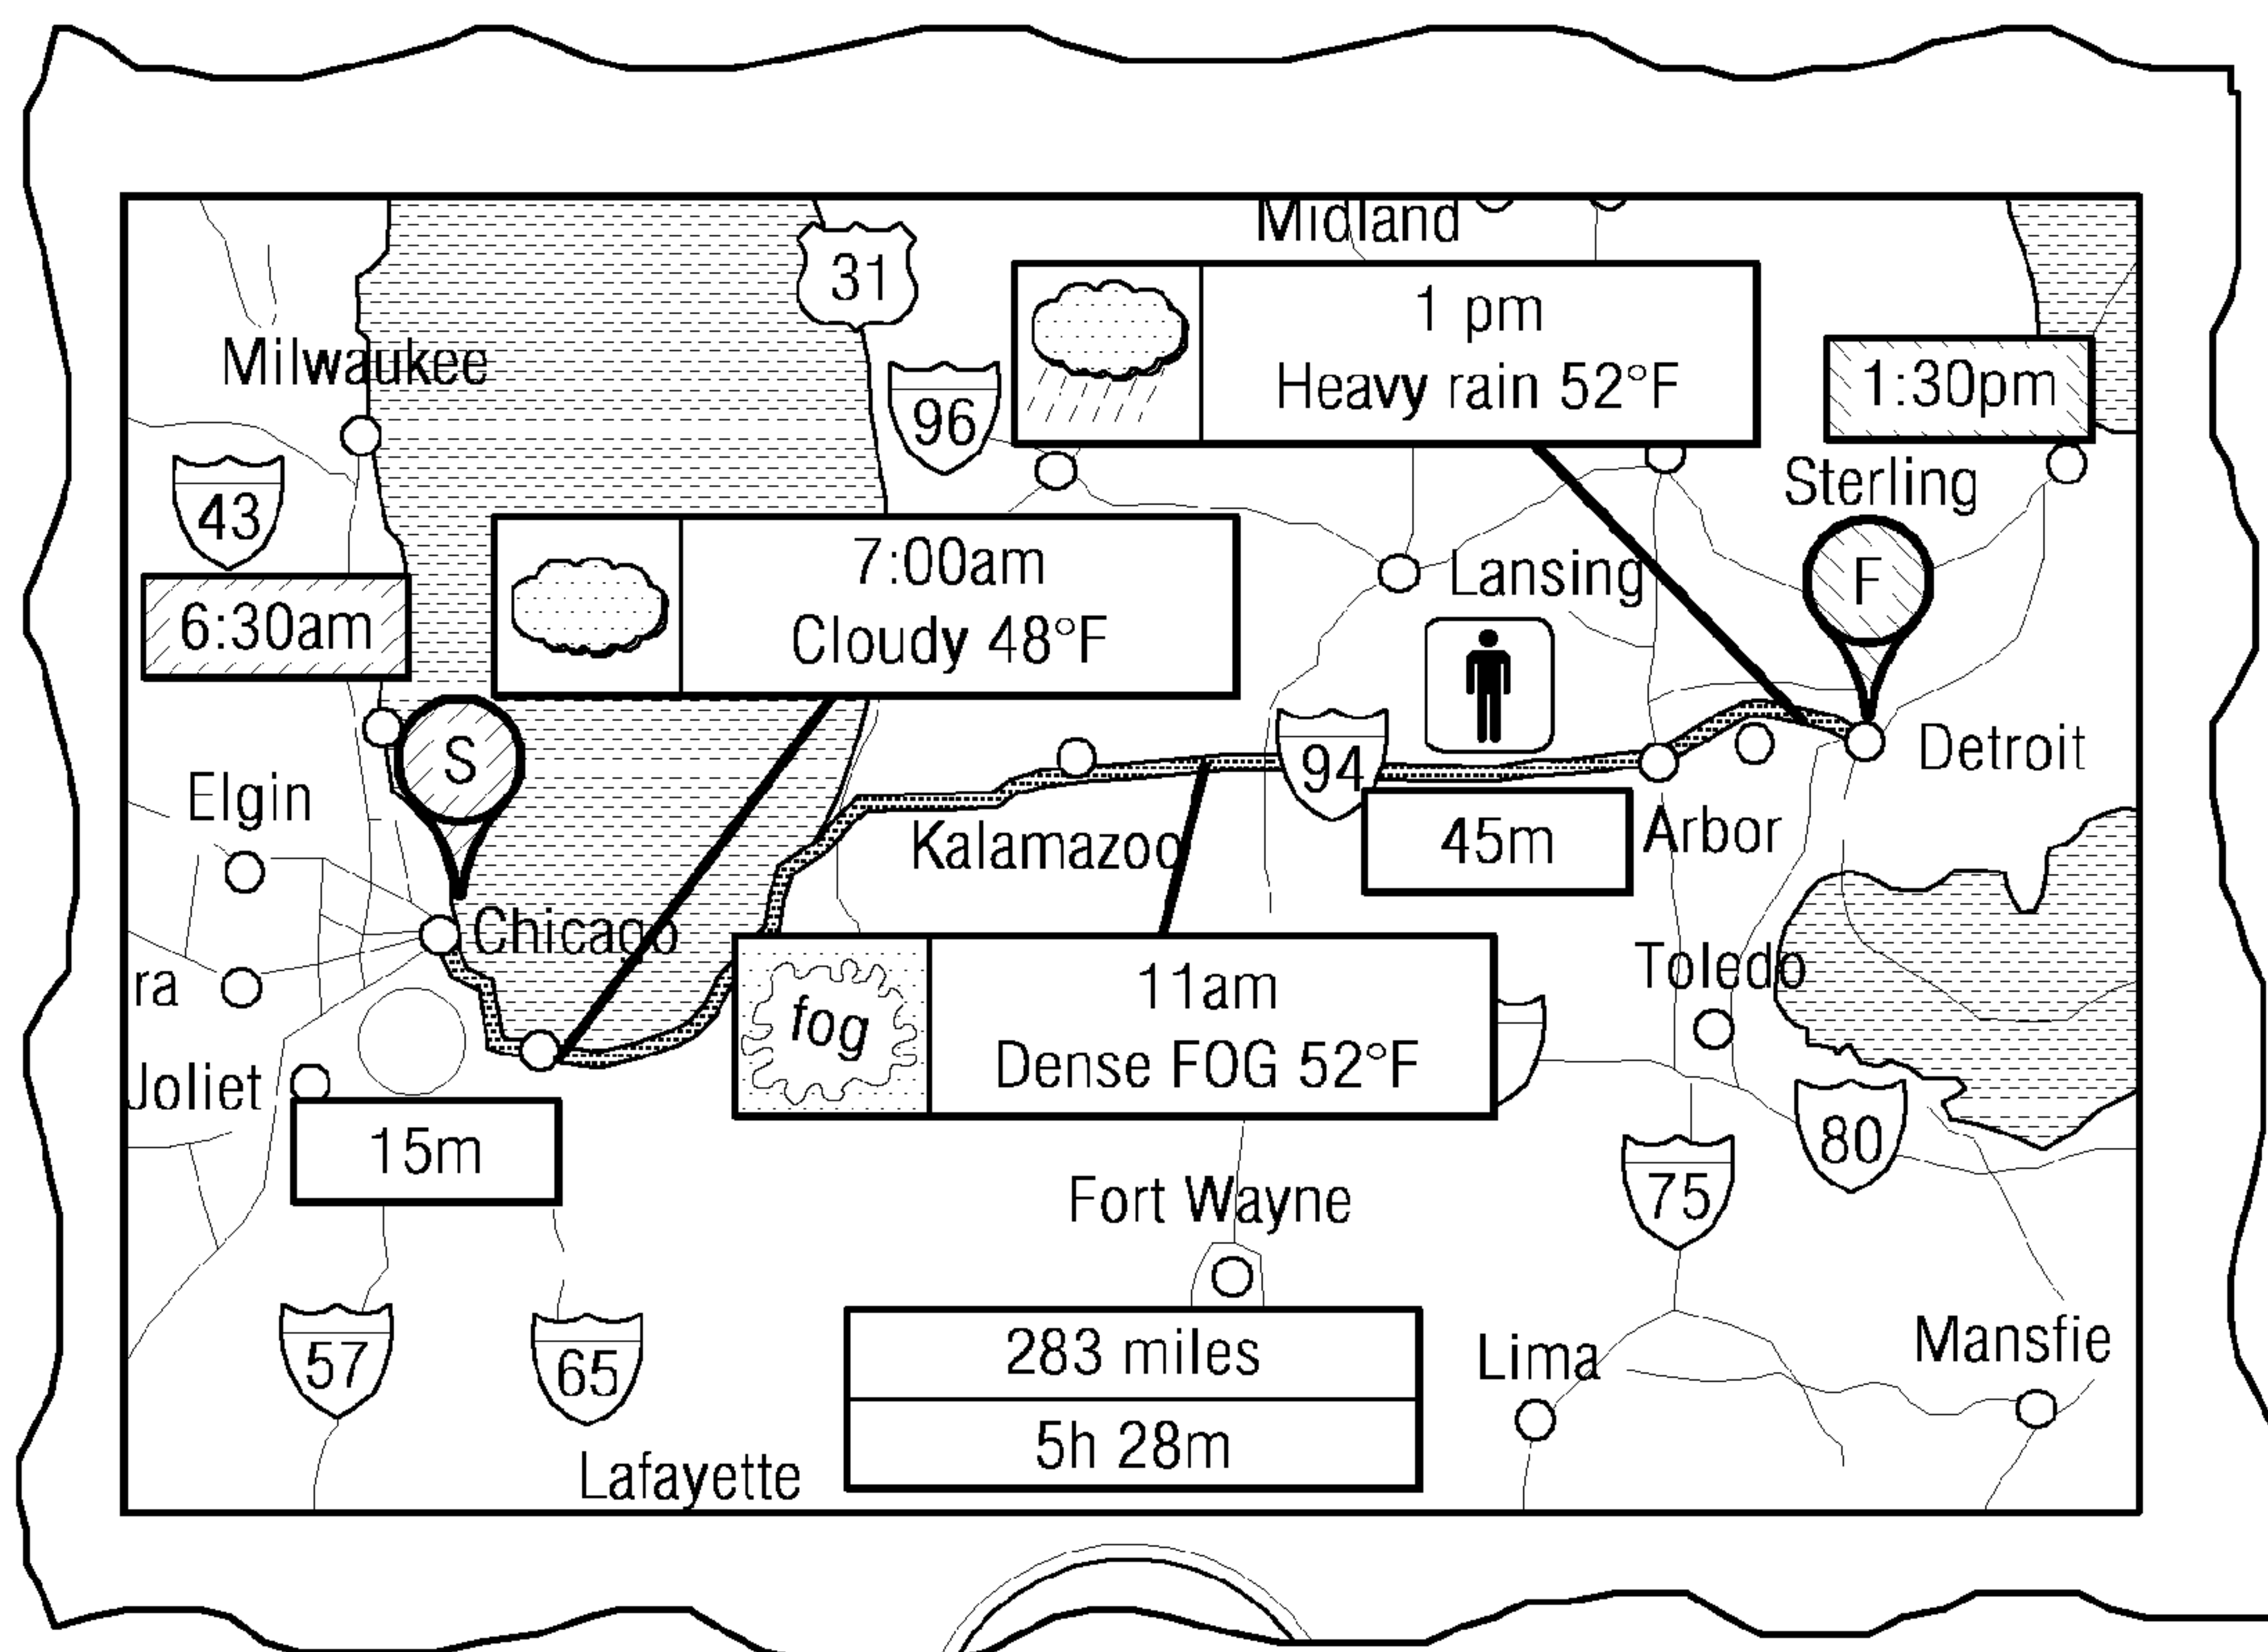 Midland
31
1 pm
Heavy rain 52°F
Milwaukee
96
1:30pm
Sterling
43
7:00am
Cloudy 48°F
Lansing
F
6:30am
S
94
Detroit
Elgin
Kalamazoo
45m
Arbor
Chicago
ra
fog
11am
Dense FOG 52°F
Toledo
Joliet
15m
80
75
Fort Wayne
57
65
283 miles
5h 28m
Lima
Mansfie
Lafayette